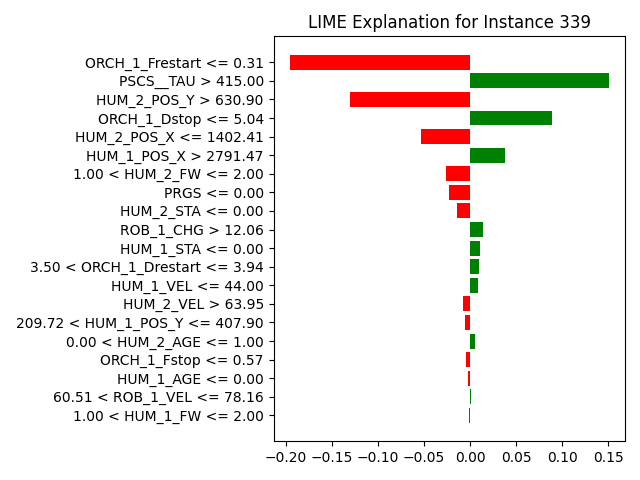 LIME Explanation for Instance 339
ORCH_1_Frestart <= 0.31
PSCS__TAU > 415.00
HUM_2_POS_Y > 630.90
ORCH_1_Dstop <= 5.04
HUM_2_POS_X <= 1402.41
HUM_1_POS_X > 2791.47
1.00 < HUM_2_FW <= 2.00
PRGS <= 0.00
HUM_2_STA <= 0.00
ROB_1_CHG > 12.06
HUM_1_STA <= 0.00
3.50 < ORCH_1_Drestart <= 3.94
HUM_1_VEL <= 44.00
HUM_2_VEL > 63.95
209.72 < HUM_1_POS_Y <= 407.90
0.00 < HUM_2_AGE <= 1.00
ORCH_1_Fstop <= 0.57
HUM_1_AGE <= 0.00
60.51 < ROB_1_VEL <= 78.16
1.00 < HUM_1_FW <= 2.00
−0.20 −0.15 −0.10 −0.05 0.00 0.05 0.10 0.15